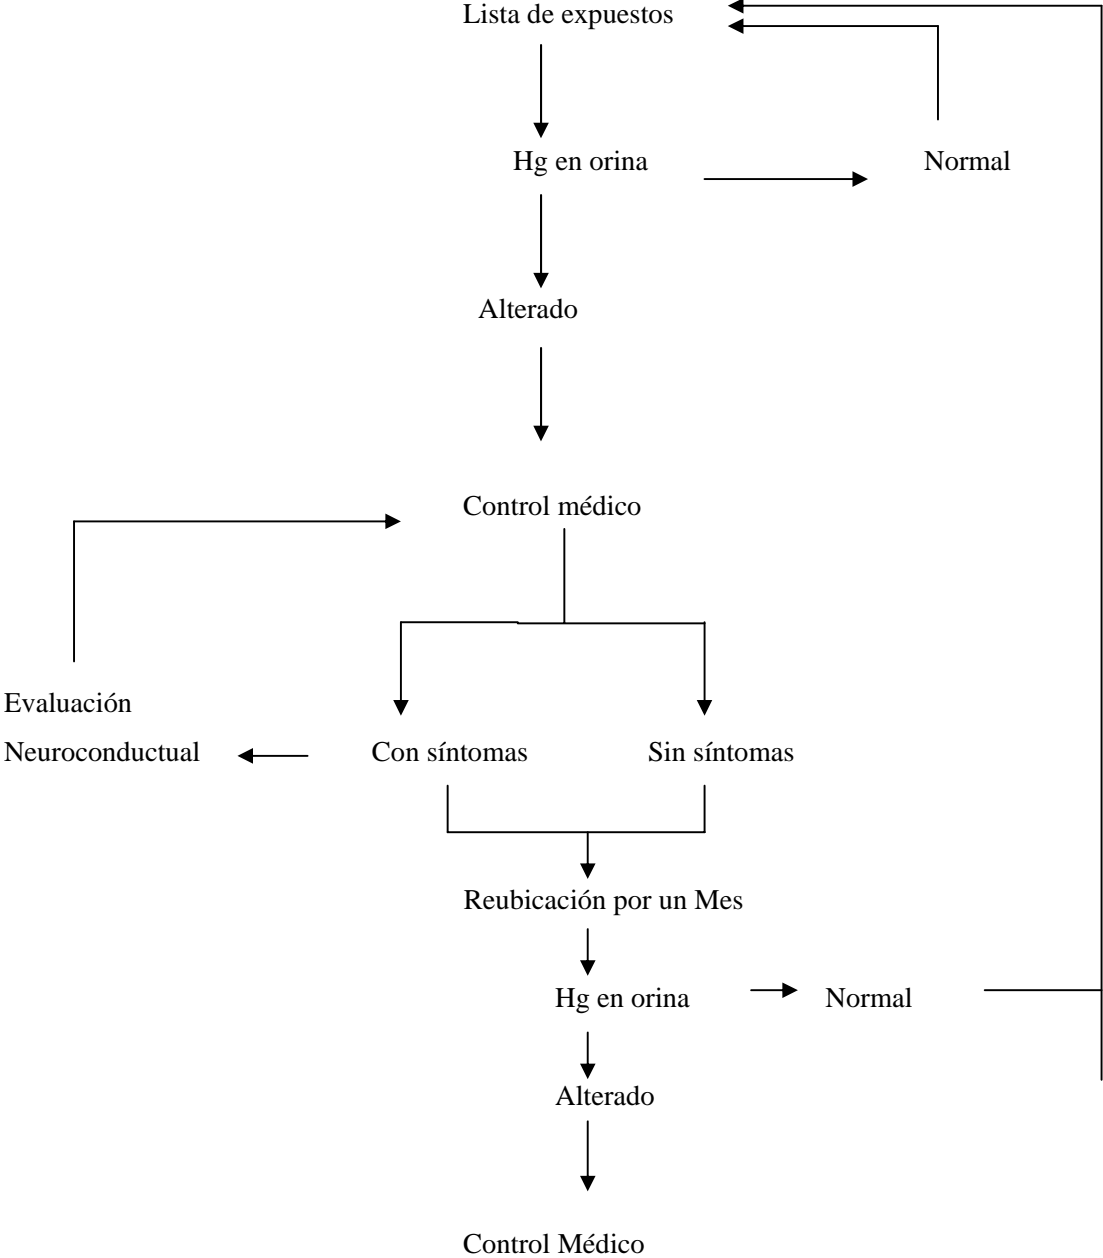 Lista de expuestos
Hg en orina
Normal
Alterado
Control médico
Evaluación
Neuroconductual
Con síntomas
Sin síntomas
Reubicación por un Mes
Hg en orina
Normal
Alterado
Control Médico